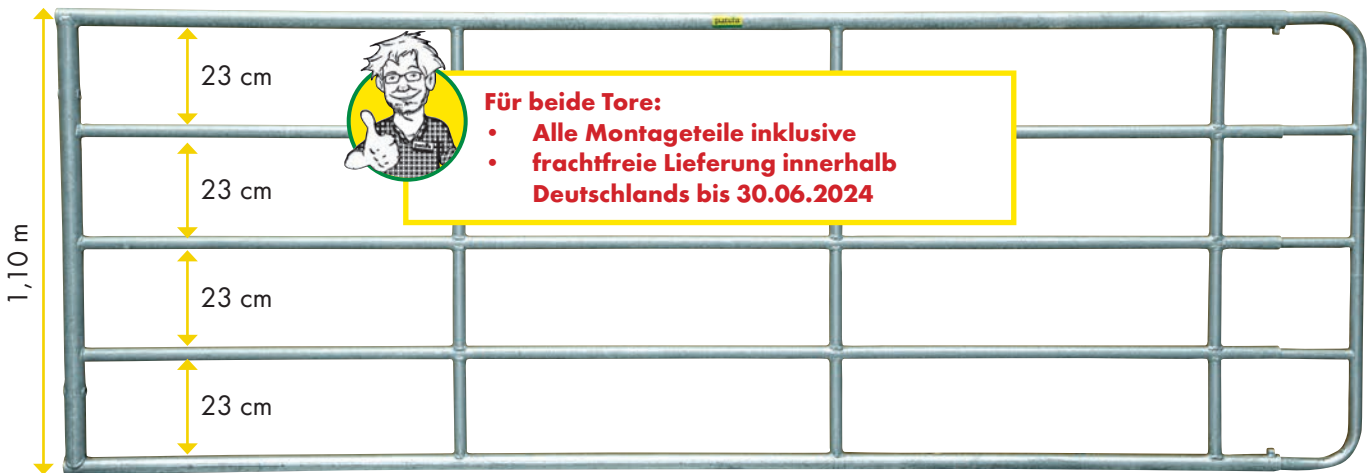 23 cm
Für beide Tore:
• Alle Montageteile inklusive
• frachtfreie Lieferung innerhalb
Deutschlands bis 30.06.2024
23 cm
1,10 m
23 cm
23 cm